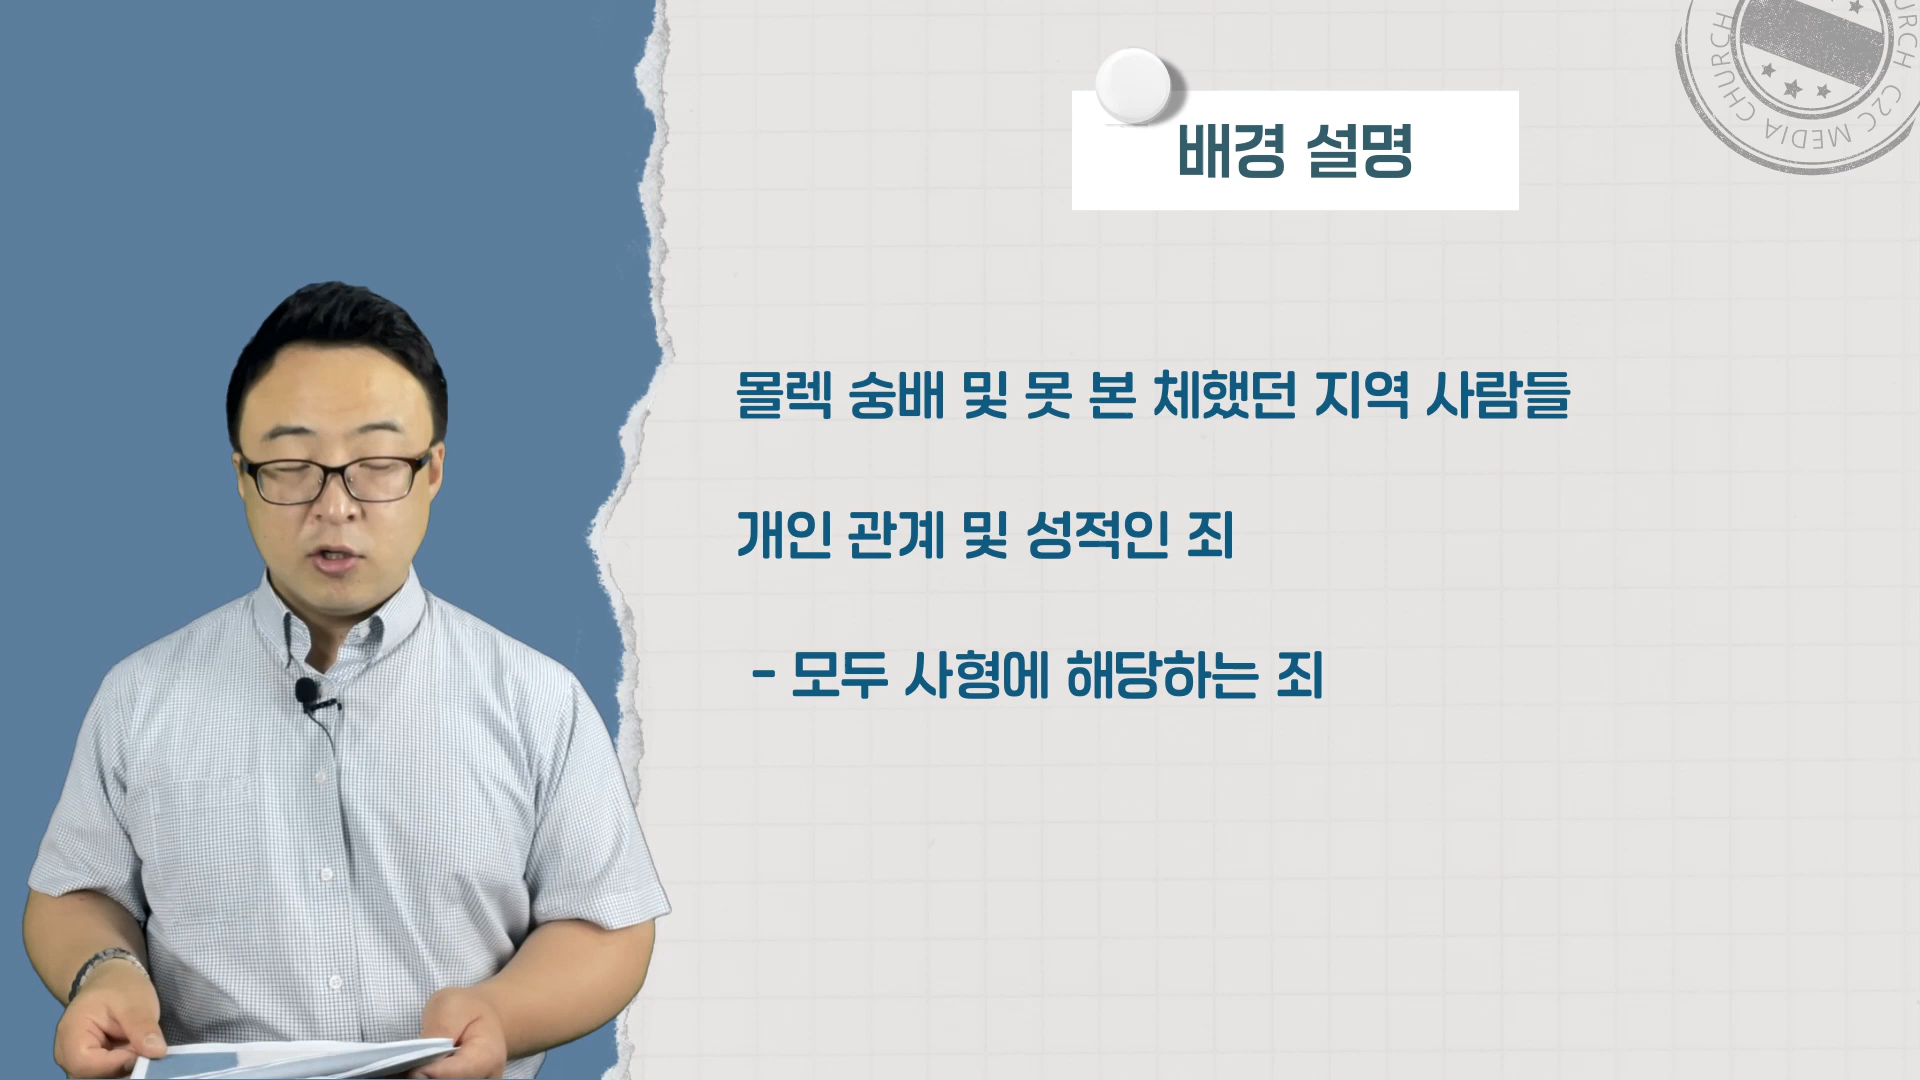 배경 설명
몰렉 숭배 및 못 본 체했던 지역 사람들
개인 관계 및 성적인 죄
- 모두 사형에 해당하는 죄
CHURCH C2C MEDIA CHURCH